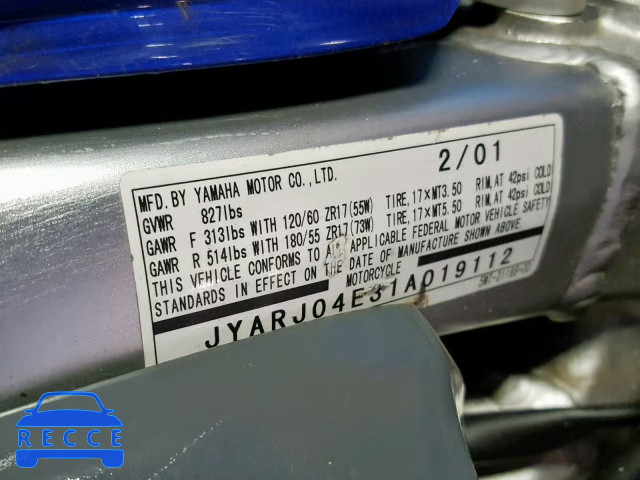 MFD. BY YAMAHA MOTOR CO., LTD. 2/01
GVWR 827lbs
GAWR F 313lbs WITH 120/60 ZR17(55W) TIRE, 17×MT3.50 RIM, AT 42psi COLD
GAWR R 514lbs WITH 180/55 ZR17(73W) TIRE, 17×MT5.50 RIM, AT 42psi COLD
THIS VEHICLE CONFORMS TO ALL APPLICABLE FEDERAL MOTOR VEHICLE SAFETY
STANDARDS IN EFFECT ON THE DATE OF MANUFACTURE SHOWN ABOVE.
MOTORCYCLE
JYARJ04E31A019112
RECCE